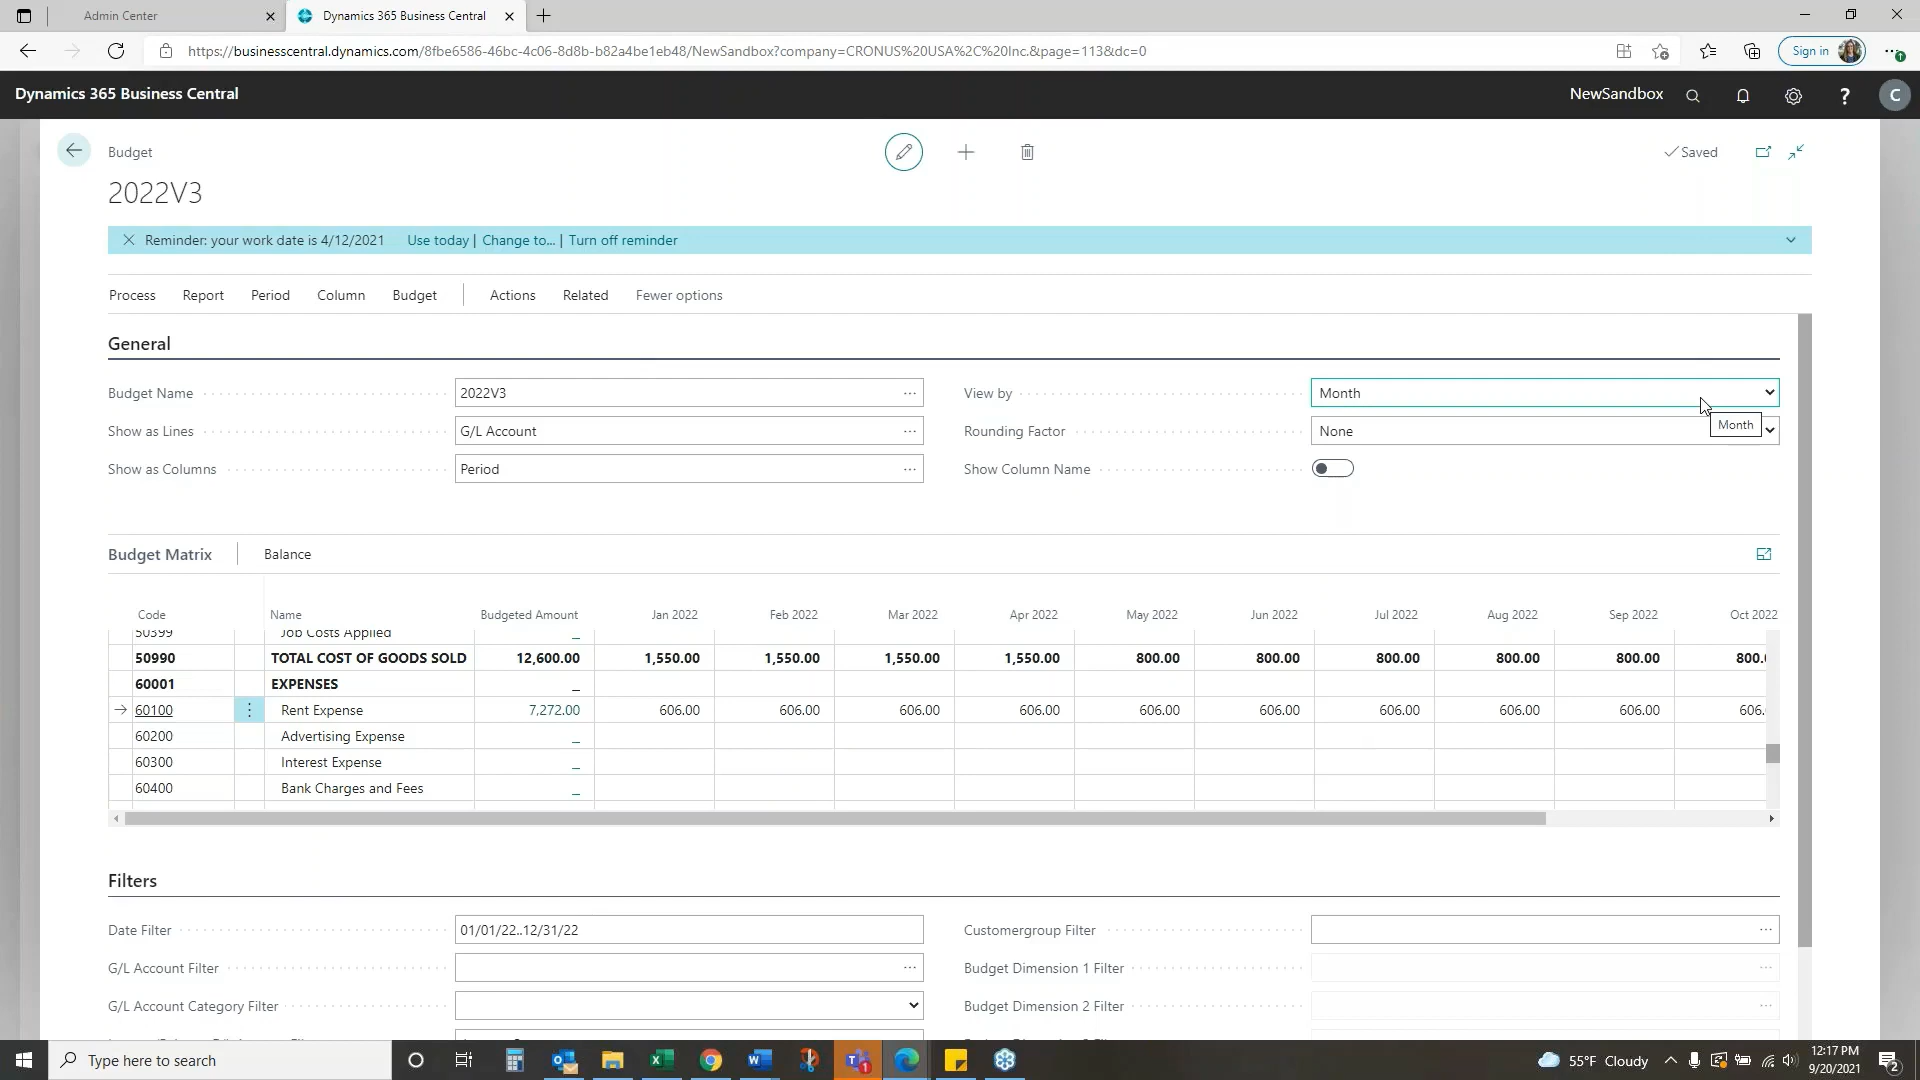 Admin Center
Dynamics 365 Business Central
https://businesscentral.dynamics.com/8fbe6586-46bc-4c06-8d8b-b82a4be1eb48/NewSandbox?company=CRONUS%20USA%2C%20Inc.&page=113&dc=0
Sign in
Dynamics 365 Business Central
NewSandbox
?
C
Budget
Saved
2022V3
Reminder: your work date is 4/12/2021 Use today | Change to... | Turn off reminder
Process Report Period Column Budget Actions Related Fewer options
General
Budget Name 2022V3 View by Month
Show as Lines G/L Account Rounding Factor None
Month
Show as Columns Period Show Column Name
Budget Matrix Balance
Code Name Budgeted Amount Jan 2022 Feb 2022 Mar 2022 Apr 2022 May 2022 Jun 2022 Jul 2022 Aug 2022 Sep 2022 Oct 2022
50399 Job Costs Applied _
50990 TOTAL COST OF GOODS SOLD 12,600.00 1,550.00 1,550.00 1,550.00 1,550.00 800.00 800.00 800.00 800.00 800.00 800.
60001 EXPENSES _
60100 Rent Expense 7,272.00 606.00 606.00 606.00 606.00 606.00 606.00 606.00 606.00 606.00 606.
60200 Advertising Expense _
60300 Interest Expense _
60400 Bank Charges and Fees _
Filters
Date Filter 01/01/22..12/31/22 Customergroup Filter
G/L Account Filter Budget Dimension 1 Filter
G/L Account Category Filter Budget Dimension 2 Filter
Type here to search
55°F Cloudy
12:17 PM
9/20/2021
2